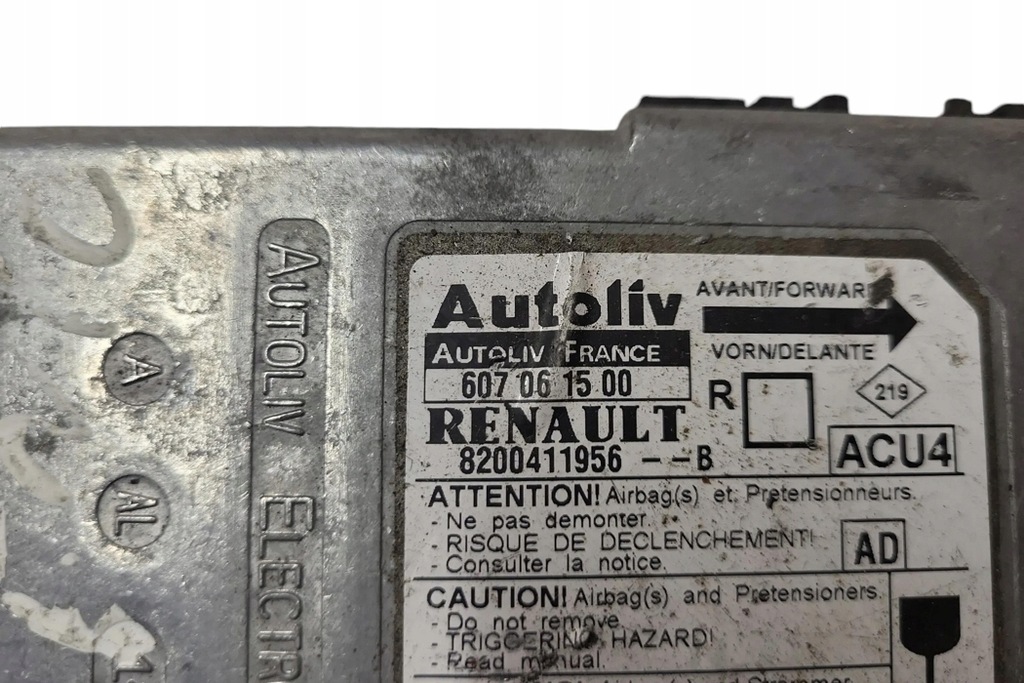 AUTOLIV ELECTR
A
AL
Autoliv
AUTOLIV FRANCE
607 06 15 00
RENAULT
8200411956 --B
AVANT/FORWARD
VORN/DELANTE
R
219
ACU4
ATTENTION! Airbag(s) et Pretensionneurs.
- Ne pas demonter.
- RISQUE DE DECLENCHEMENT!
- Consulter la notice.
AD
CAUTION! Airbag(s) and Pretensioners.
- Do not remove.
- TRIGGERING HAZARD!
- Read manual.